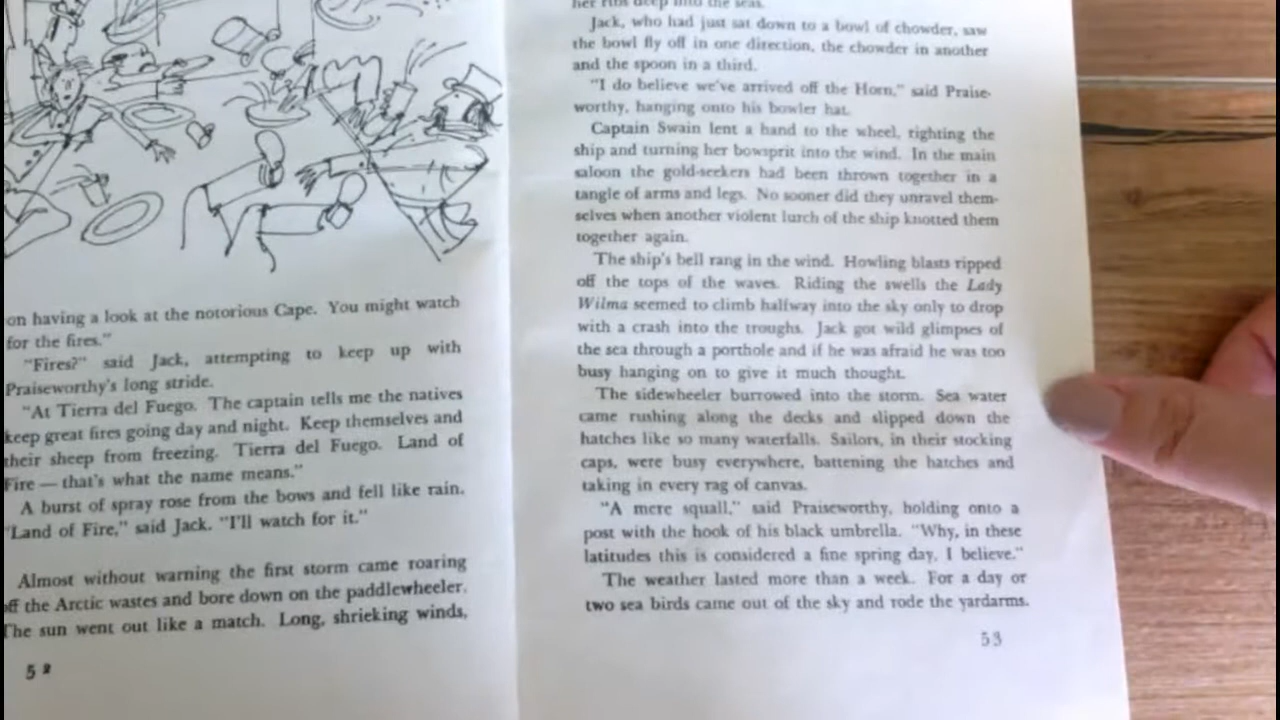 on having a look at the notorious Cape. You might watch
for the fires."
"Fires?" said Jack, attempting to keep up with
Praiseworthy's long stride.
"At Tierra del Fuego. The captain tells me the natives
keep great fires going day and night. Keep themselves and
their sheep from freezing. Tierra del Fuego. Land of
Fire — that's what the name means."
A burst of spray rose from the bows and fell like rain.
"Land of Fire," said Jack. "I'll watch for it."
Almost without warning the first storm came roaring
off the Arctic wastes and bore down on the paddlewheeler.
The sun went out like a match. Long, shrieking winds,
52
her ribs deep into the seas.
Jack, who had just sat down to a bowl of chowder, saw
the bowl fly off in one direction, the chowder in another
and the spoon in a third.
"I do believe we've arrived off the Horn," said Praise-
worthy, hanging onto his bowler hat.
Captain Swain lent a hand to the wheel, righting the
ship and turning her bowsprit into the wind. In the main
saloon the gold-seekers had been thrown together in a
tangle of arms and legs. No sooner did they unravel them-
selves when another violent lurch of the ship knotted them
together again.
The ship's bell rang in the wind. Howling blasts ripped
off the tops of the waves. Riding the swells the Lady
Wilma seemed to climb halfway into the sky only to drop
with a crash into the troughs. Jack got wild glimpses of
the sea through a porthole and if he was afraid he was too
busy hanging on to give it much thought.
The sidewheeler burrowed into the storm. Sea water
came rushing along the decks and slipped down the
hatches like so many waterfalls. Sailors, in their stocking
caps, were busy everywhere, battening the hatches and
taking in every rag of canvas.
"A mere squall," said Praiseworthy, holding onto a
post with the hook of his black umbrella. "Why, in these
latitudes this is considered a fine spring day, I believe."
The weather lasted more than a week. For a day or
two sea birds came out of the sky and rode the yardarms.
53